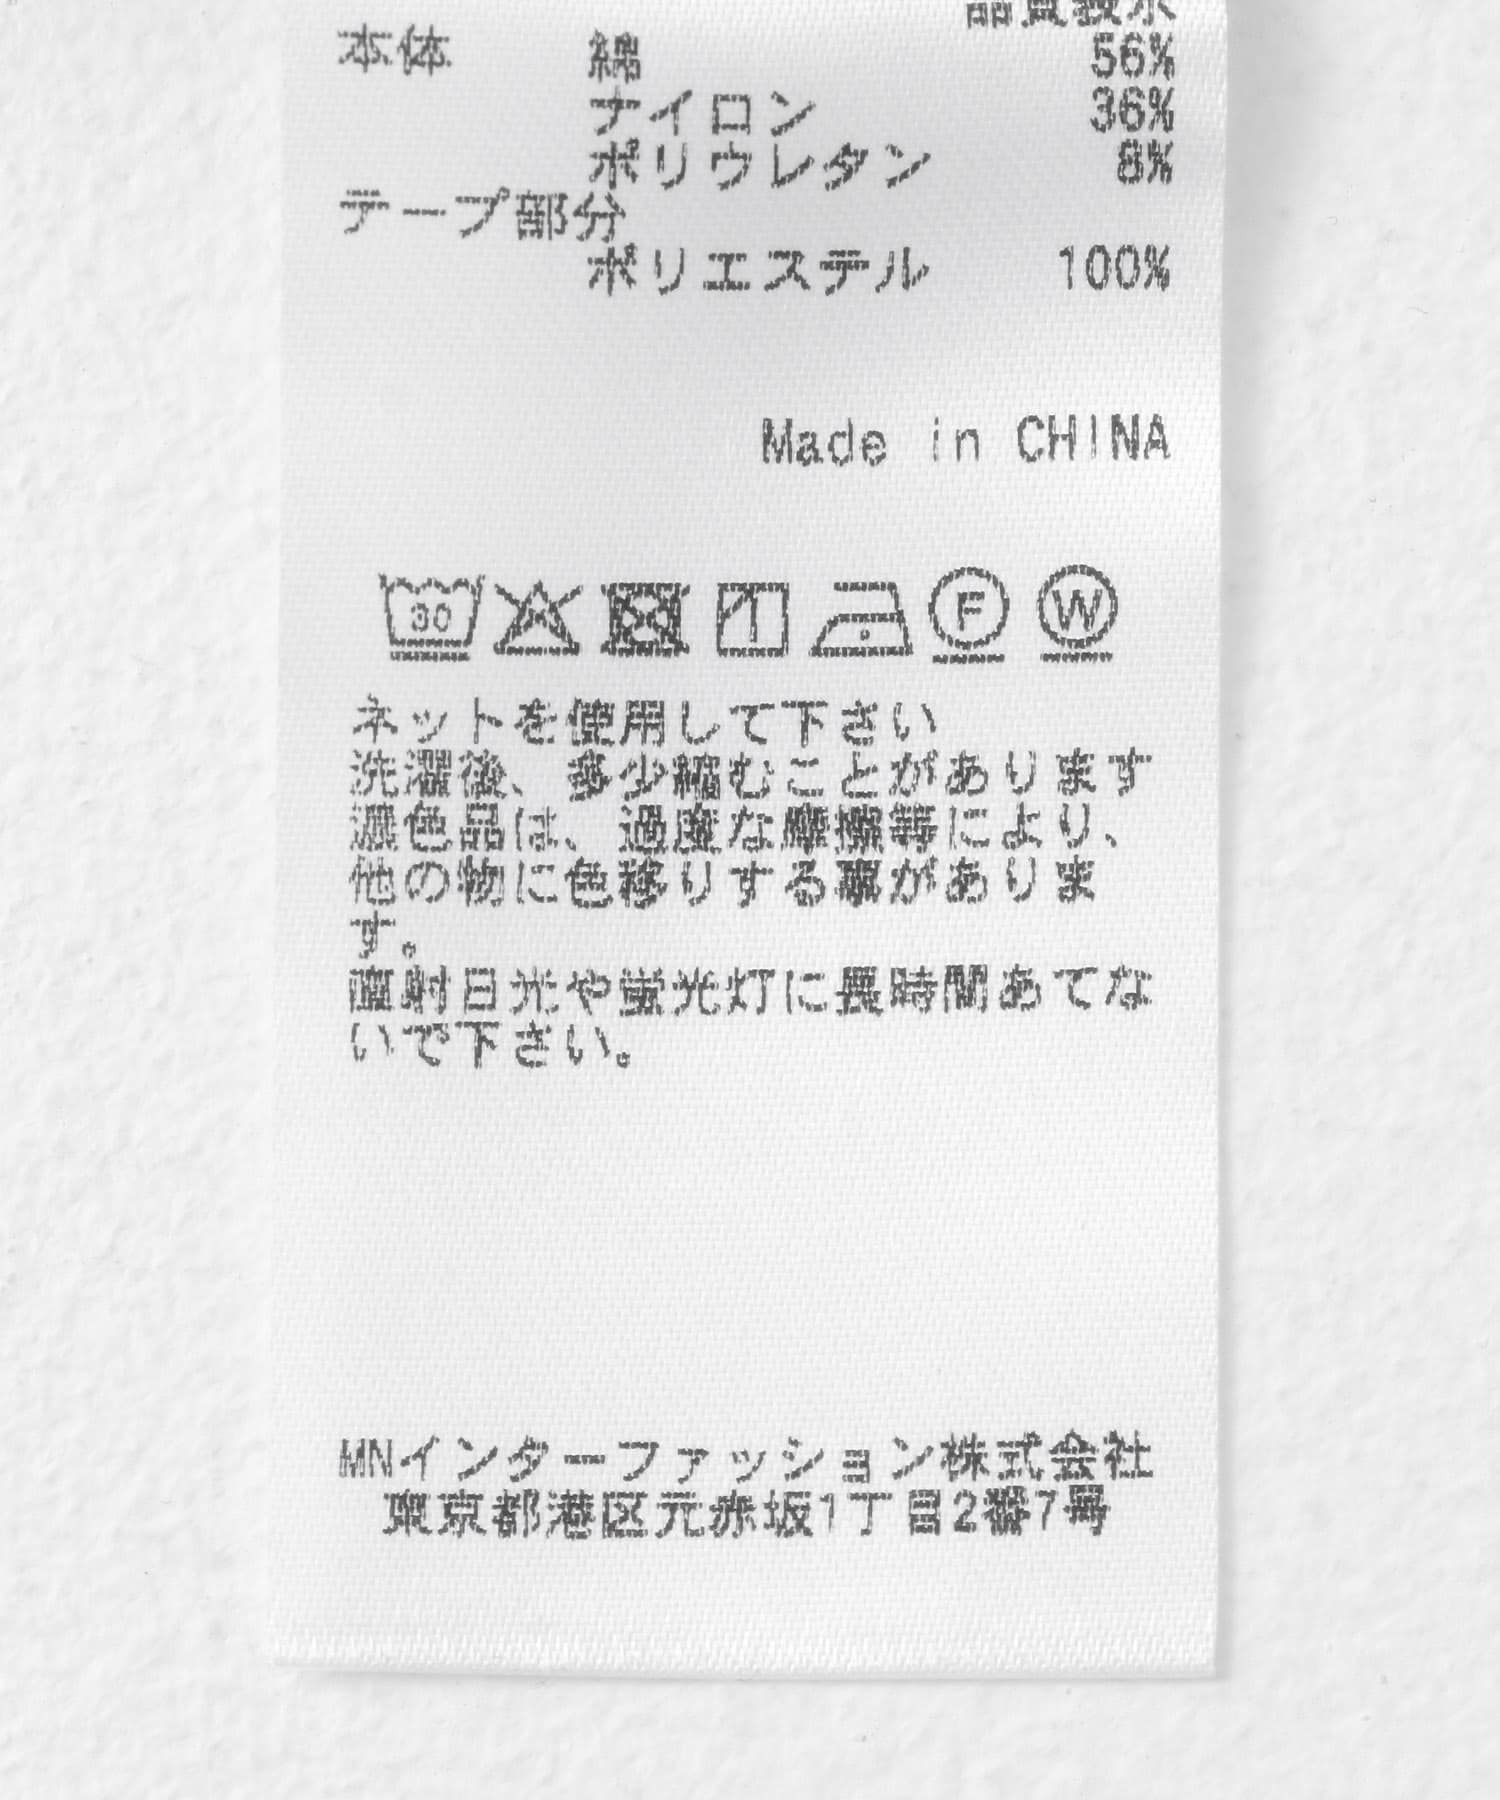 品質表示
本体 綿 56%
ナイロン 36%
ポリウレタン 8%
テープ部分
ポリエステル 100%
Made in CHINA
30 F W
ネットを使用して下さい
洗濯後、多少縮むことがあります
濃色品は、過度な摩擦等により、
他の物に色移りする事がありま
す。
直射日光や蛍光灯に長時間あてな
いで下さい。
MNインターファッション株式会社
東京都港区元赤坂1丁目2番7号